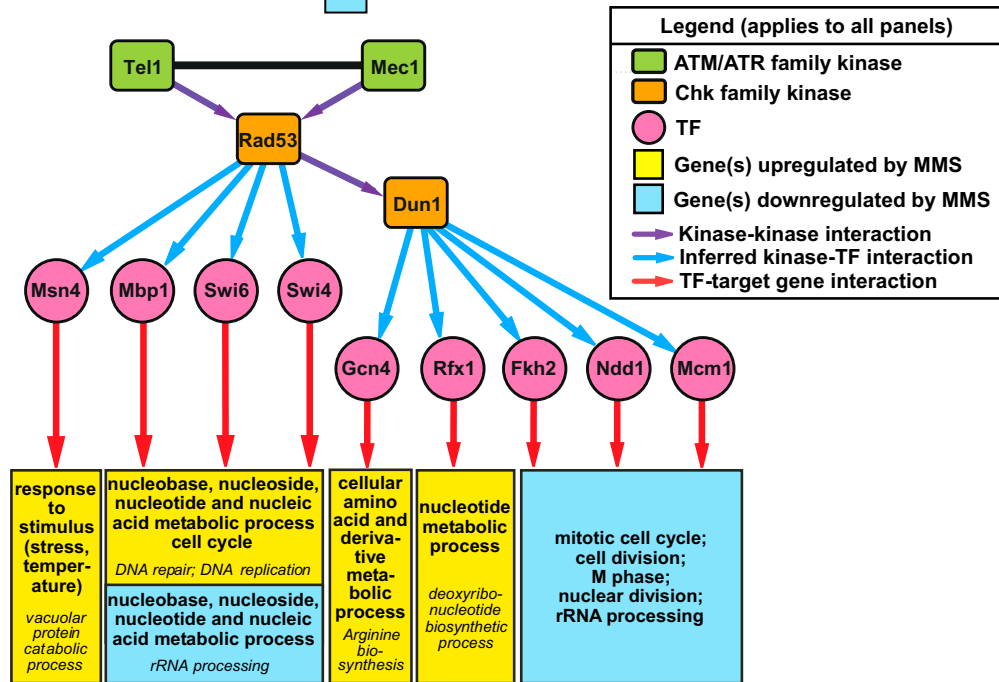 Legend (applies to all panels)
ATM/ATR family kinase
Chk family kinase
TF
Gene(s) upregulated by MMS
Gene(s) downregulated by MMS
Kinase-kinase interaction
Inferred kinase-TF interaction
TF-target gene interaction
Tel1
Mec1
Rad53
Dun1
Msn4
Mbp1
Swi6
Swi4
Gcn4
Rfx1
Fkh2
Ndd1
Mcm1
response
to
stimulus
(stress,
temper-
ature)
vacuolar
protein
catabolic
process
nucleobase, nucleoside,
nucleotide and nucleic
acid metabolic process
cell cycle
DNA repair; DNA replication
nucleobase, nucleoside,
nucleotide and nucleic
acid metabolic process
rRNA processing
cellular
amino
acid and
deriva-
tive
meta-
bolic
process
Arginine
bio-
synthesis
nucleotide
metabolic
process
deoxyribo-
nucleotide
biosynthetic
process
mitotic cell cycle;
cell division;
M phase;
nuclear division;
rRNA processing